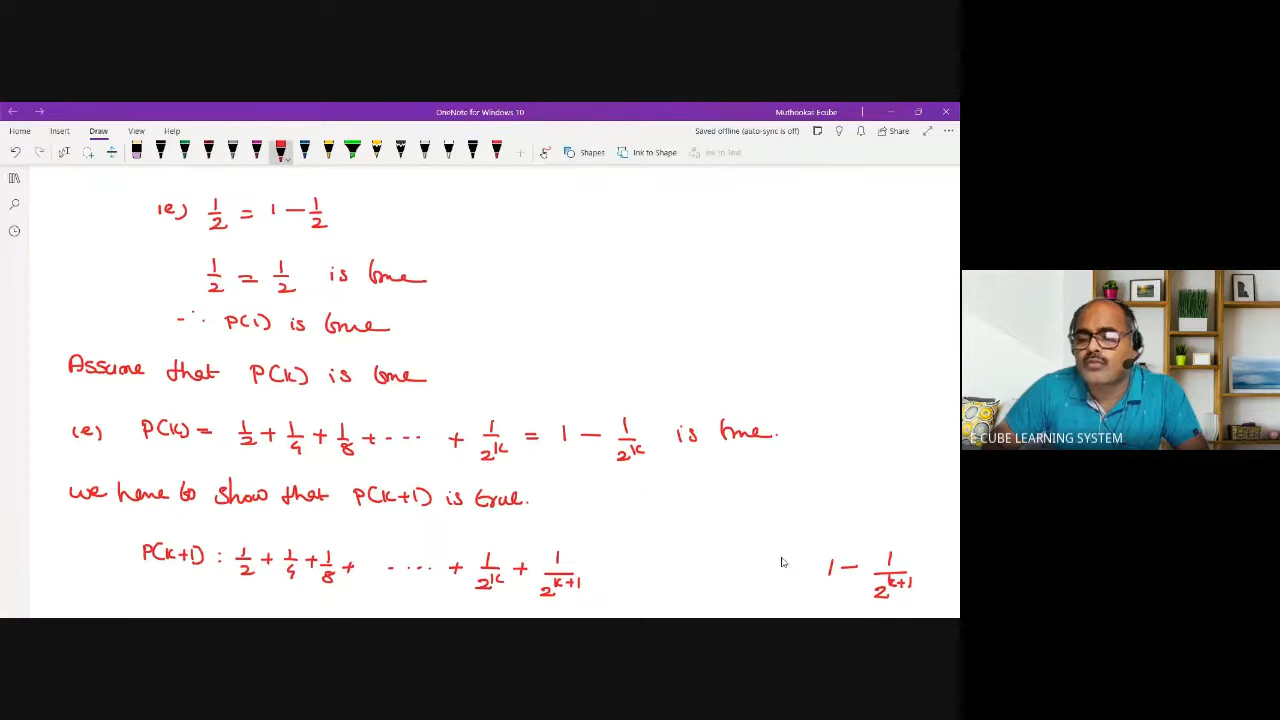 OneNote for Windows 10
Muthookas Ecube
Home Insert Draw View Help
Saved offline (auto-sync is off)
Share
Shapes
Ink to Shape
Ink to Text
(e) 1/2 = 1 - 1/2
1/2 = 1/2 is true
∴ P(1) is true
Assume that P(k) is true
(e) P(k) = 1/2 + 1/4 + 1/8 + ... + 1/2^k = 1 - 1/2^k is true.
we have to show that P(k+1) is true.
P(k+1) : 1/2 + 1/4 + 1/8 + .... + 1/2^k + 1/2^(k+1) 1 - 1/2^(k+1)
E CUBE LEARNING SYSTEM